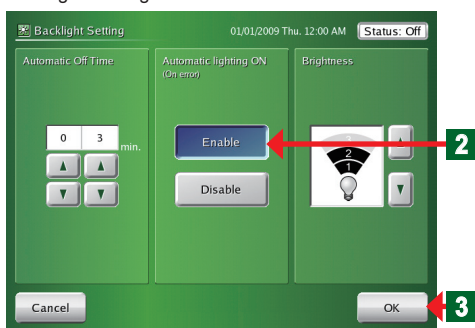 Backlight Setting
01/01/2009 Thu. 12:00 AM
Status: Off
Automatic Off Time
0 3 min.
Automatic lighting ON
(On error)
Enable
Disable
Brightness
3
2
1
2
Cancel
OK
3